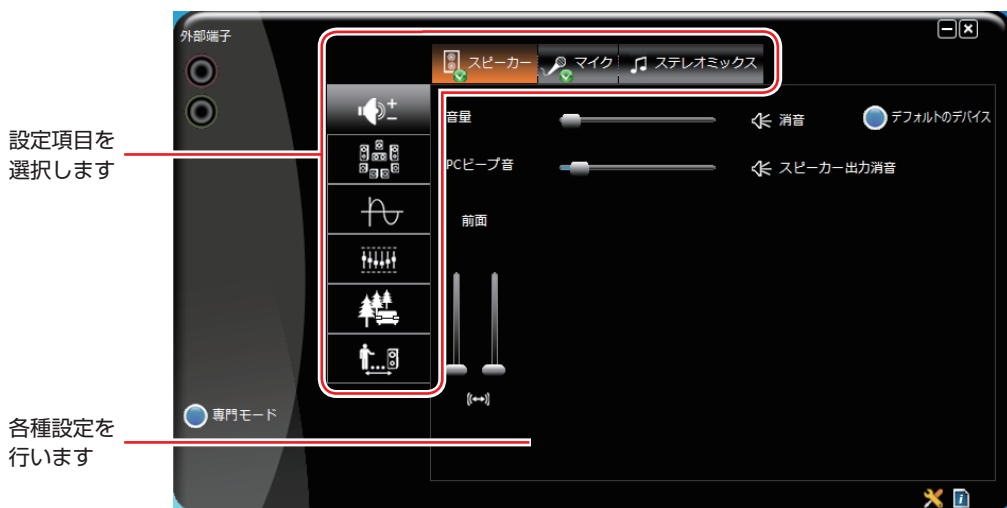 外部端子
スピーカー
マイク
ステレオミックス
設定項目を
選択します
音量
消音
デフォルトのデバイス
PCビープ音
スピーカー出力消音
前面
専門モード
各種設定を
行います